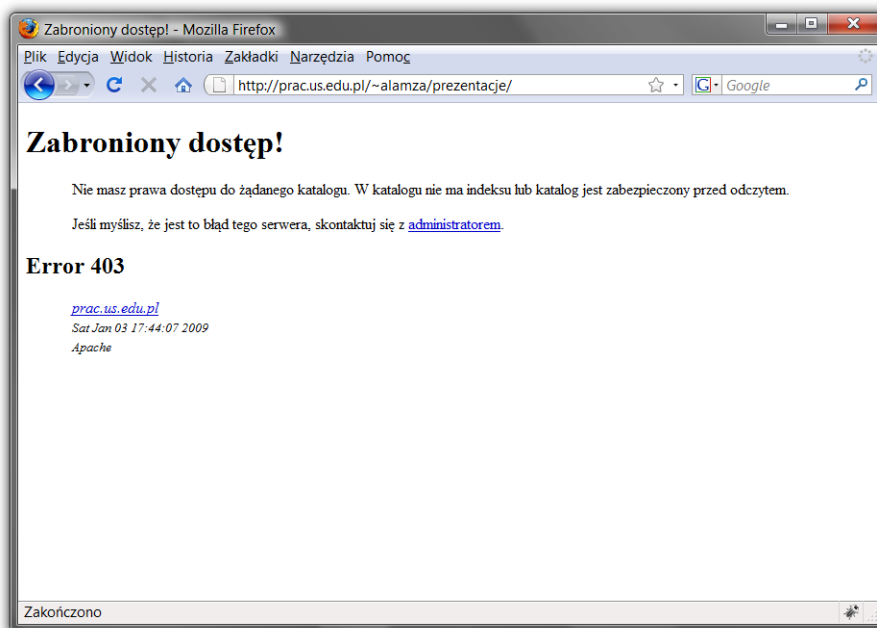 Zabroniony dostęp! - Mozilla Firefox
Plik Edycja Widok Historia Zakładki Narzędzia Pomoc
http://prac.us.edu.pl/~alamza/prezentacje/ G Google
Zabroniony dostęp!
Nie masz prawa dostępu do żądanego katalogu. W katalogu nie ma indeksu lub katalog jest zabezpieczony przed odczytem.
Jeśli myślisz, że jest to błąd tego serwera, skontaktuj się z administratorem.
Error 403
prac.us.edu.pl
Sat Jan 03 17:44:07 2009
Apache
Zakończono